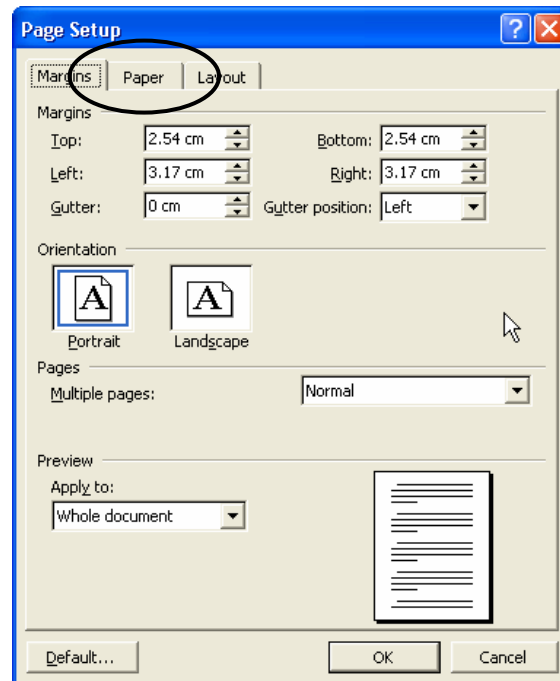 Page Setup
Margins Paper Layout
Margins
Top: 2.54 cm Bottom: 2.54 cm
Left: 3.17 cm Right: 3.17 cm
Gutter: 0 cm Gutter position: Left
Orientation
A A
Portrait Landscape
Pages
Multiple pages: Normal
Preview
Apply to:
Whole document
Default... OK Cancel